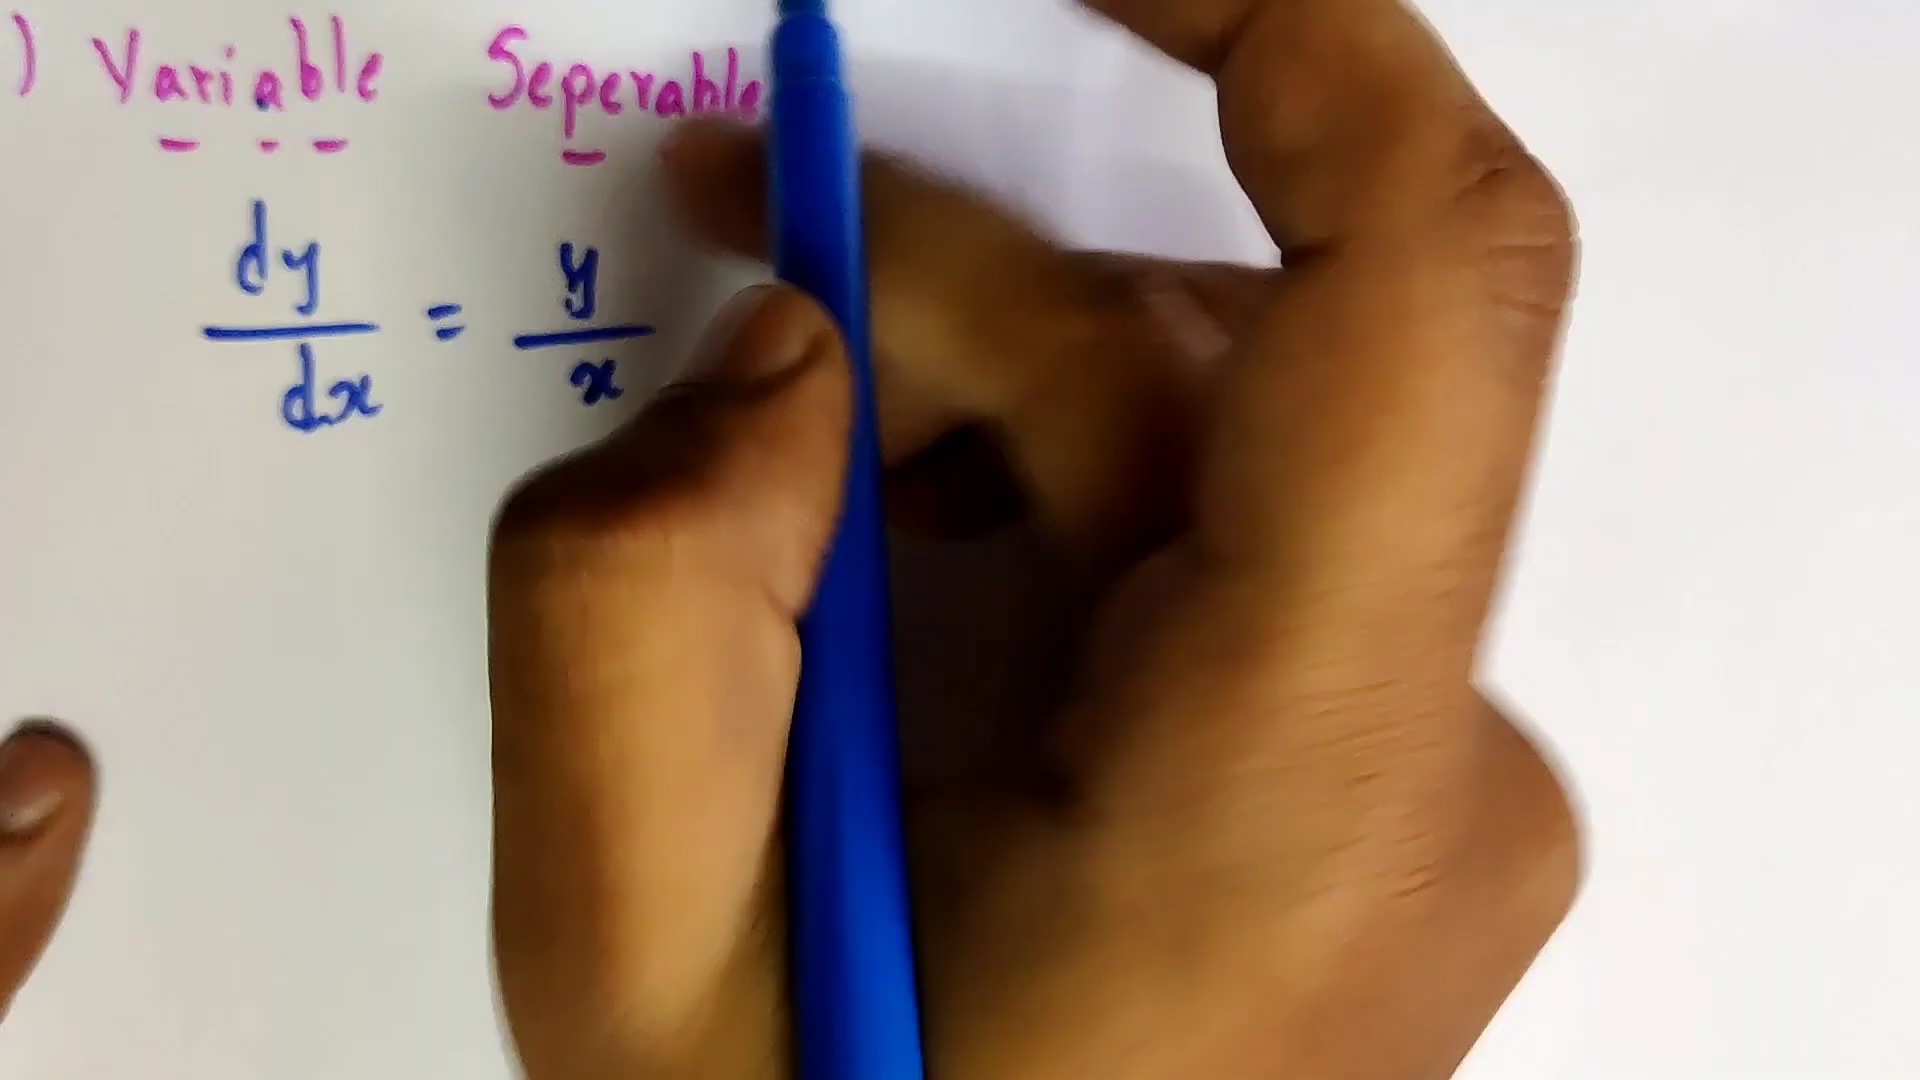 ) Variable Seperable
dy/dx = y/x